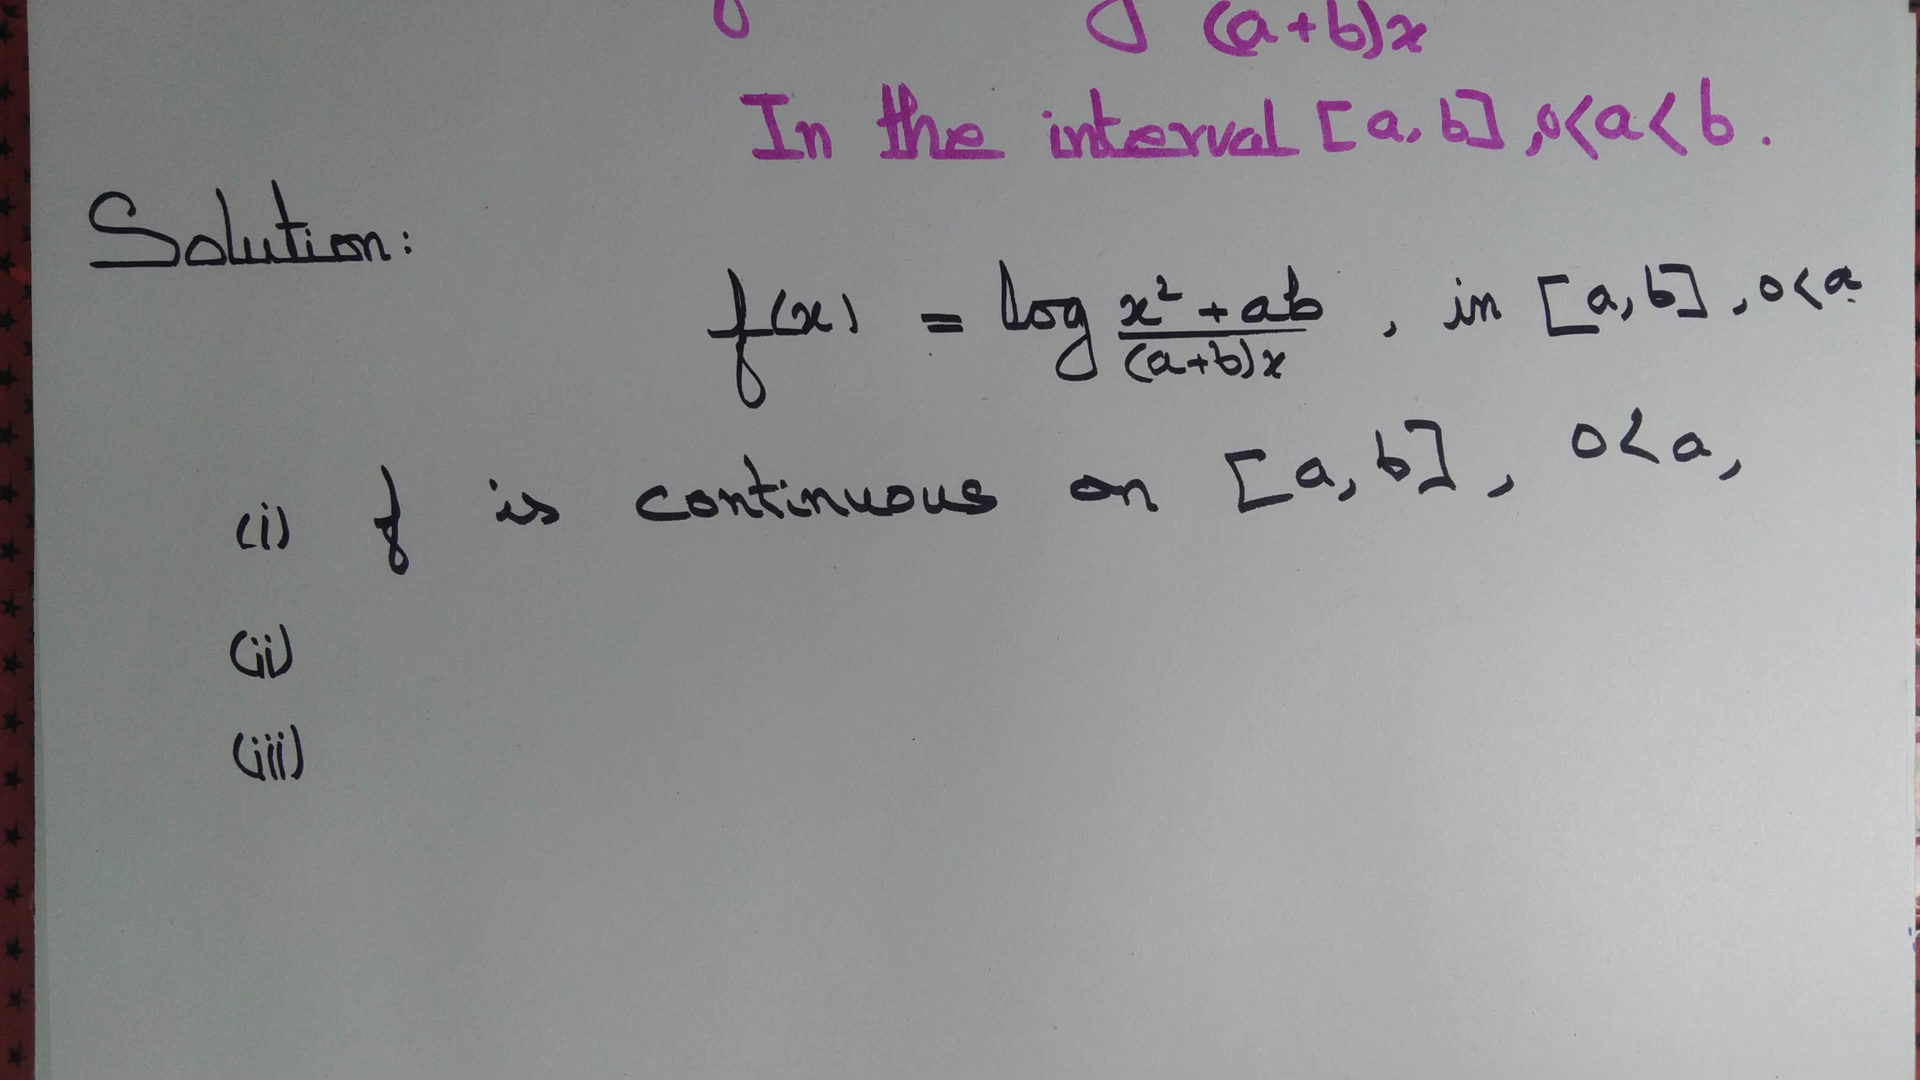 (a+b)x
In the interval [a, b], 0<a<b.
Solution:
f(x) = log x² + ab / (a+b)x , in [a, b], 0<a
(i) f is continuous on [a, b], 0<a,
(ii)
(iii)